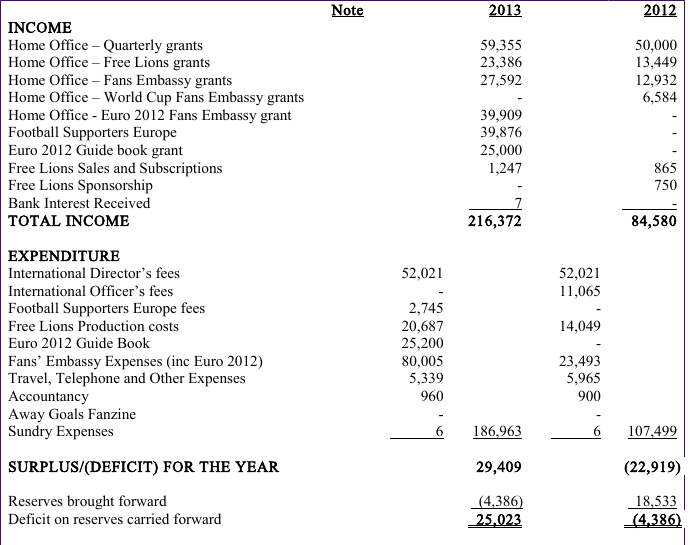 Note 2013 2012
INCOME
Home Office – Quarterly grants 59,355 50,000
Home Office – Free Lions grants 23,386 13,449
Home Office – Fans Embassy grants 27,592 12,932
Home Office – World Cup Fans Embassy grants - 6,584
Home Office - Euro 2012 Fans Embassy grant 39,909 -
Football Supporters Europe 39,876 -
Euro 2012 Guide book grant 25,000 -
Free Lions Sales and Subscriptions 1,247 865
Free Lions Sponsorship - 750
Bank Interest Received 7 -
TOTAL INCOME 216,372 84,580
EXPENDITURE
International Director’s fees 52,021 52,021
International Officer’s fees - 11,065
Football Supporters Europe fees 2,745 -
Free Lions Production costs 20,687 14,049
Euro 2012 Guide Book 25,200 -
Fans’ Embassy Expenses (inc Euro 2012) 80,005 23,493
Travel, Telephone and Other Expenses 5,339 5,965
Accountancy 960 900
Away Goals Fanzine - -
Sundry Expenses 6 186,963 6 107,499
SURPLUS/(DEFICIT) FOR THE YEAR 29,409 (22,919)
Reserves brought forward (4,386) 18,533
Deficit on reserves carried forward 25,023 (4,386)